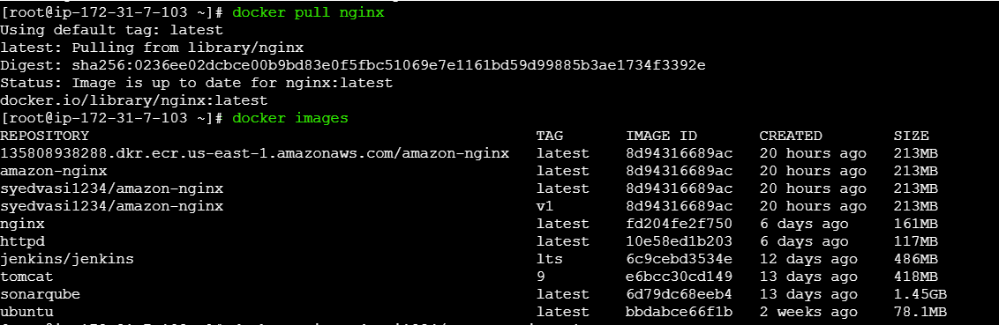 [root@ip-172-31-7-103 ~]# docker pull nginx
Using default tag: latest
latest: Pulling from library/nginx
Digest: sha256:0236ee02dcbce00b9bd83e0f5fbc51069e7e1161bd59d99885b3ae1734f3392e
Status: Image is up to date for nginx:latest
docker.io/library/nginx:latest
[root@ip-172-31-7-103 ~]# docker images
REPOSITORY TAG IMAGE ID CREATED SIZE
135808938288.dkr.ecr.us-east-1.amazonaws.com/amazon-nginx latest 8d94316689ac 20 hours ago 213MB
amazon-nginx latest 8d94316689ac 20 hours ago 213MB
syedvasi1234/amazon-nginx latest 8d94316689ac 20 hours ago 213MB
syedvasi1234/amazon-nginx v1 8d94316689ac 20 hours ago 213MB
nginx latest fd204fe2f750 6 days ago 161MB
httpd latest 10e58ed1b203 6 days ago 117MB
jenkins/jenkins lts 6c9cebd3534e 12 days ago 486MB
tomcat 9 e6bcc30cd149 13 days ago 418MB
sonarqube latest 6d79dc68eeb4 13 days ago 1.45GB
ubuntu latest bbdabce66f1b 2 weeks ago 78.1MB